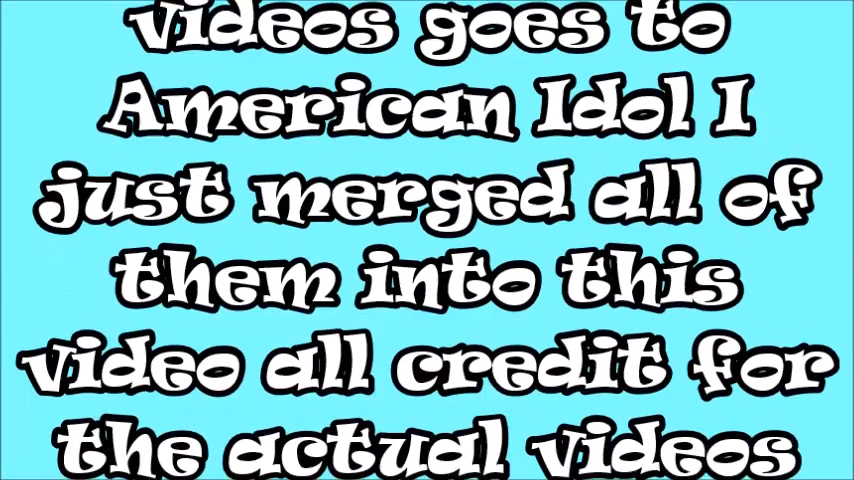 videos goes to
American Idol I
just merged all of
them into this
video all credit for
the actual videos